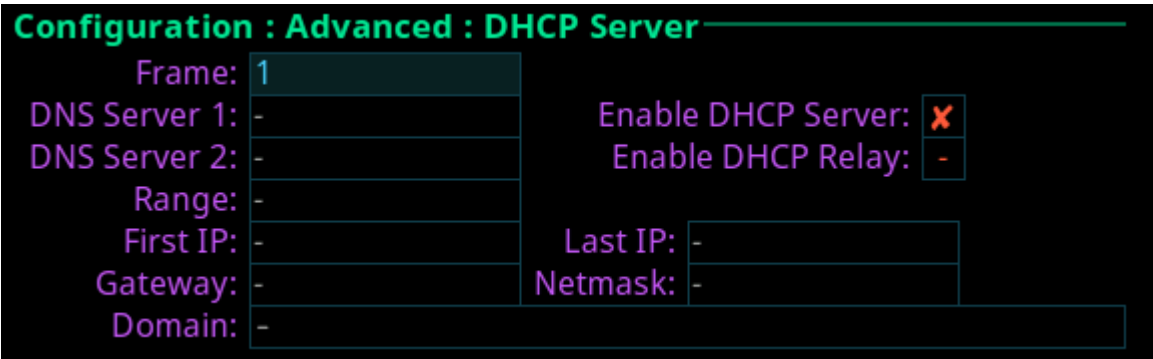 Configuration : Advanced : DHCP Server
Frame: 1
DNS Server 1: - Enable DHCP Server: ✘
DNS Server 2: - Enable DHCP Relay: -
Range: -
First IP: - Last IP: -
Gateway: - Netmask: -
Domain: -